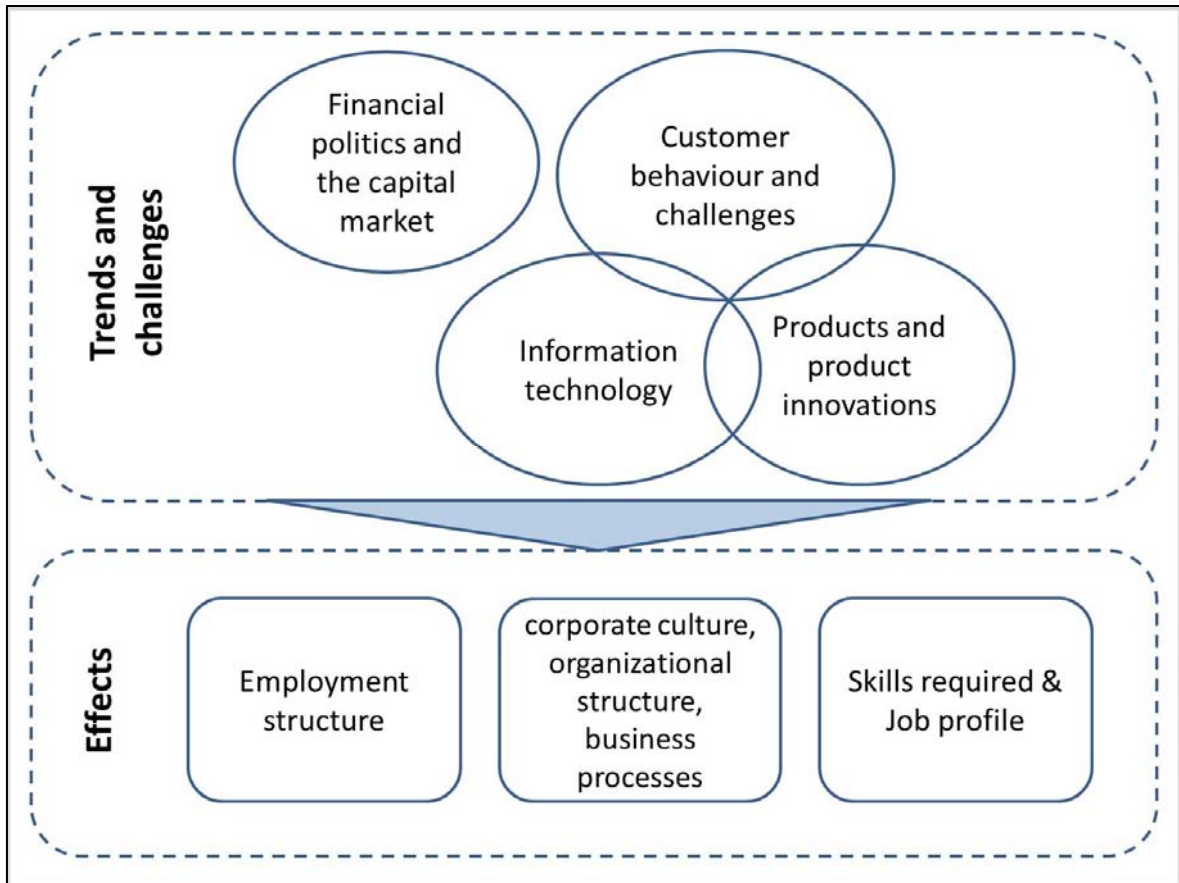 Trends and
challenges
Financial
politics and
the capital
market
Customer
behaviour and
challenges
Information
technology
Products and
product
innovations
Effects
Employment
structure
corporate culture,
organizational
structure,
business
processes
Skills required &
Job profile